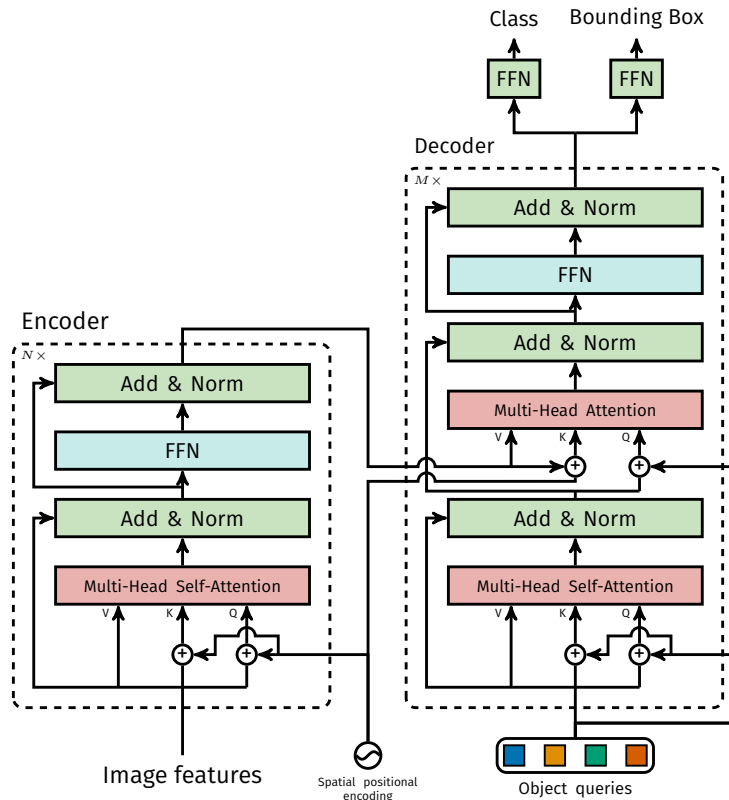 Class
Bounding Box
FFN
FFN
Decoder
M×
Add & Norm
FFN
Add & Norm
Multi-Head Attention
V
K
Q
Add & Norm
Multi-Head Self-Attention
V
K
Q
Object queries
Encoder
N×
Add & Norm
FFN
Add & Norm
Multi-Head Self-Attention
V
K
Q
Image features
Spatial positional
encoding